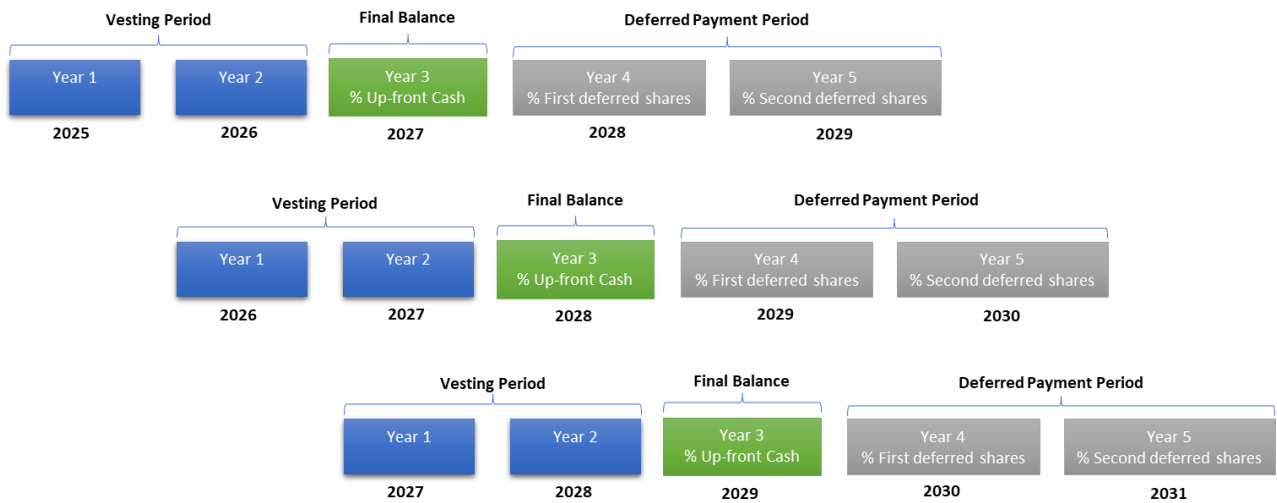 Vesting Period
Final Balance
Deferred Payment Period
Year 1
Year 2
Year 3
% Up-front Cash
Year 4
% First deferred shares
Year 5
% Second deferred shares
2025
2026
2027
2028
2029
Vesting Period
Final Balance
Deferred Payment Period
Year 1
Year 2
Year 3
% Up-front Cash
Year 4
% First deferred shares
Year 5
% Second deferred shares
2026
2027
2028
2029
2030
Vesting Period
Final Balance
Deferred Payment Period
Year 1
Year 2
Year 3
% Up-front Cash
Year 4
% First deferred shares
Year 5
% Second deferred shares
2027
2028
2029
2030
2031